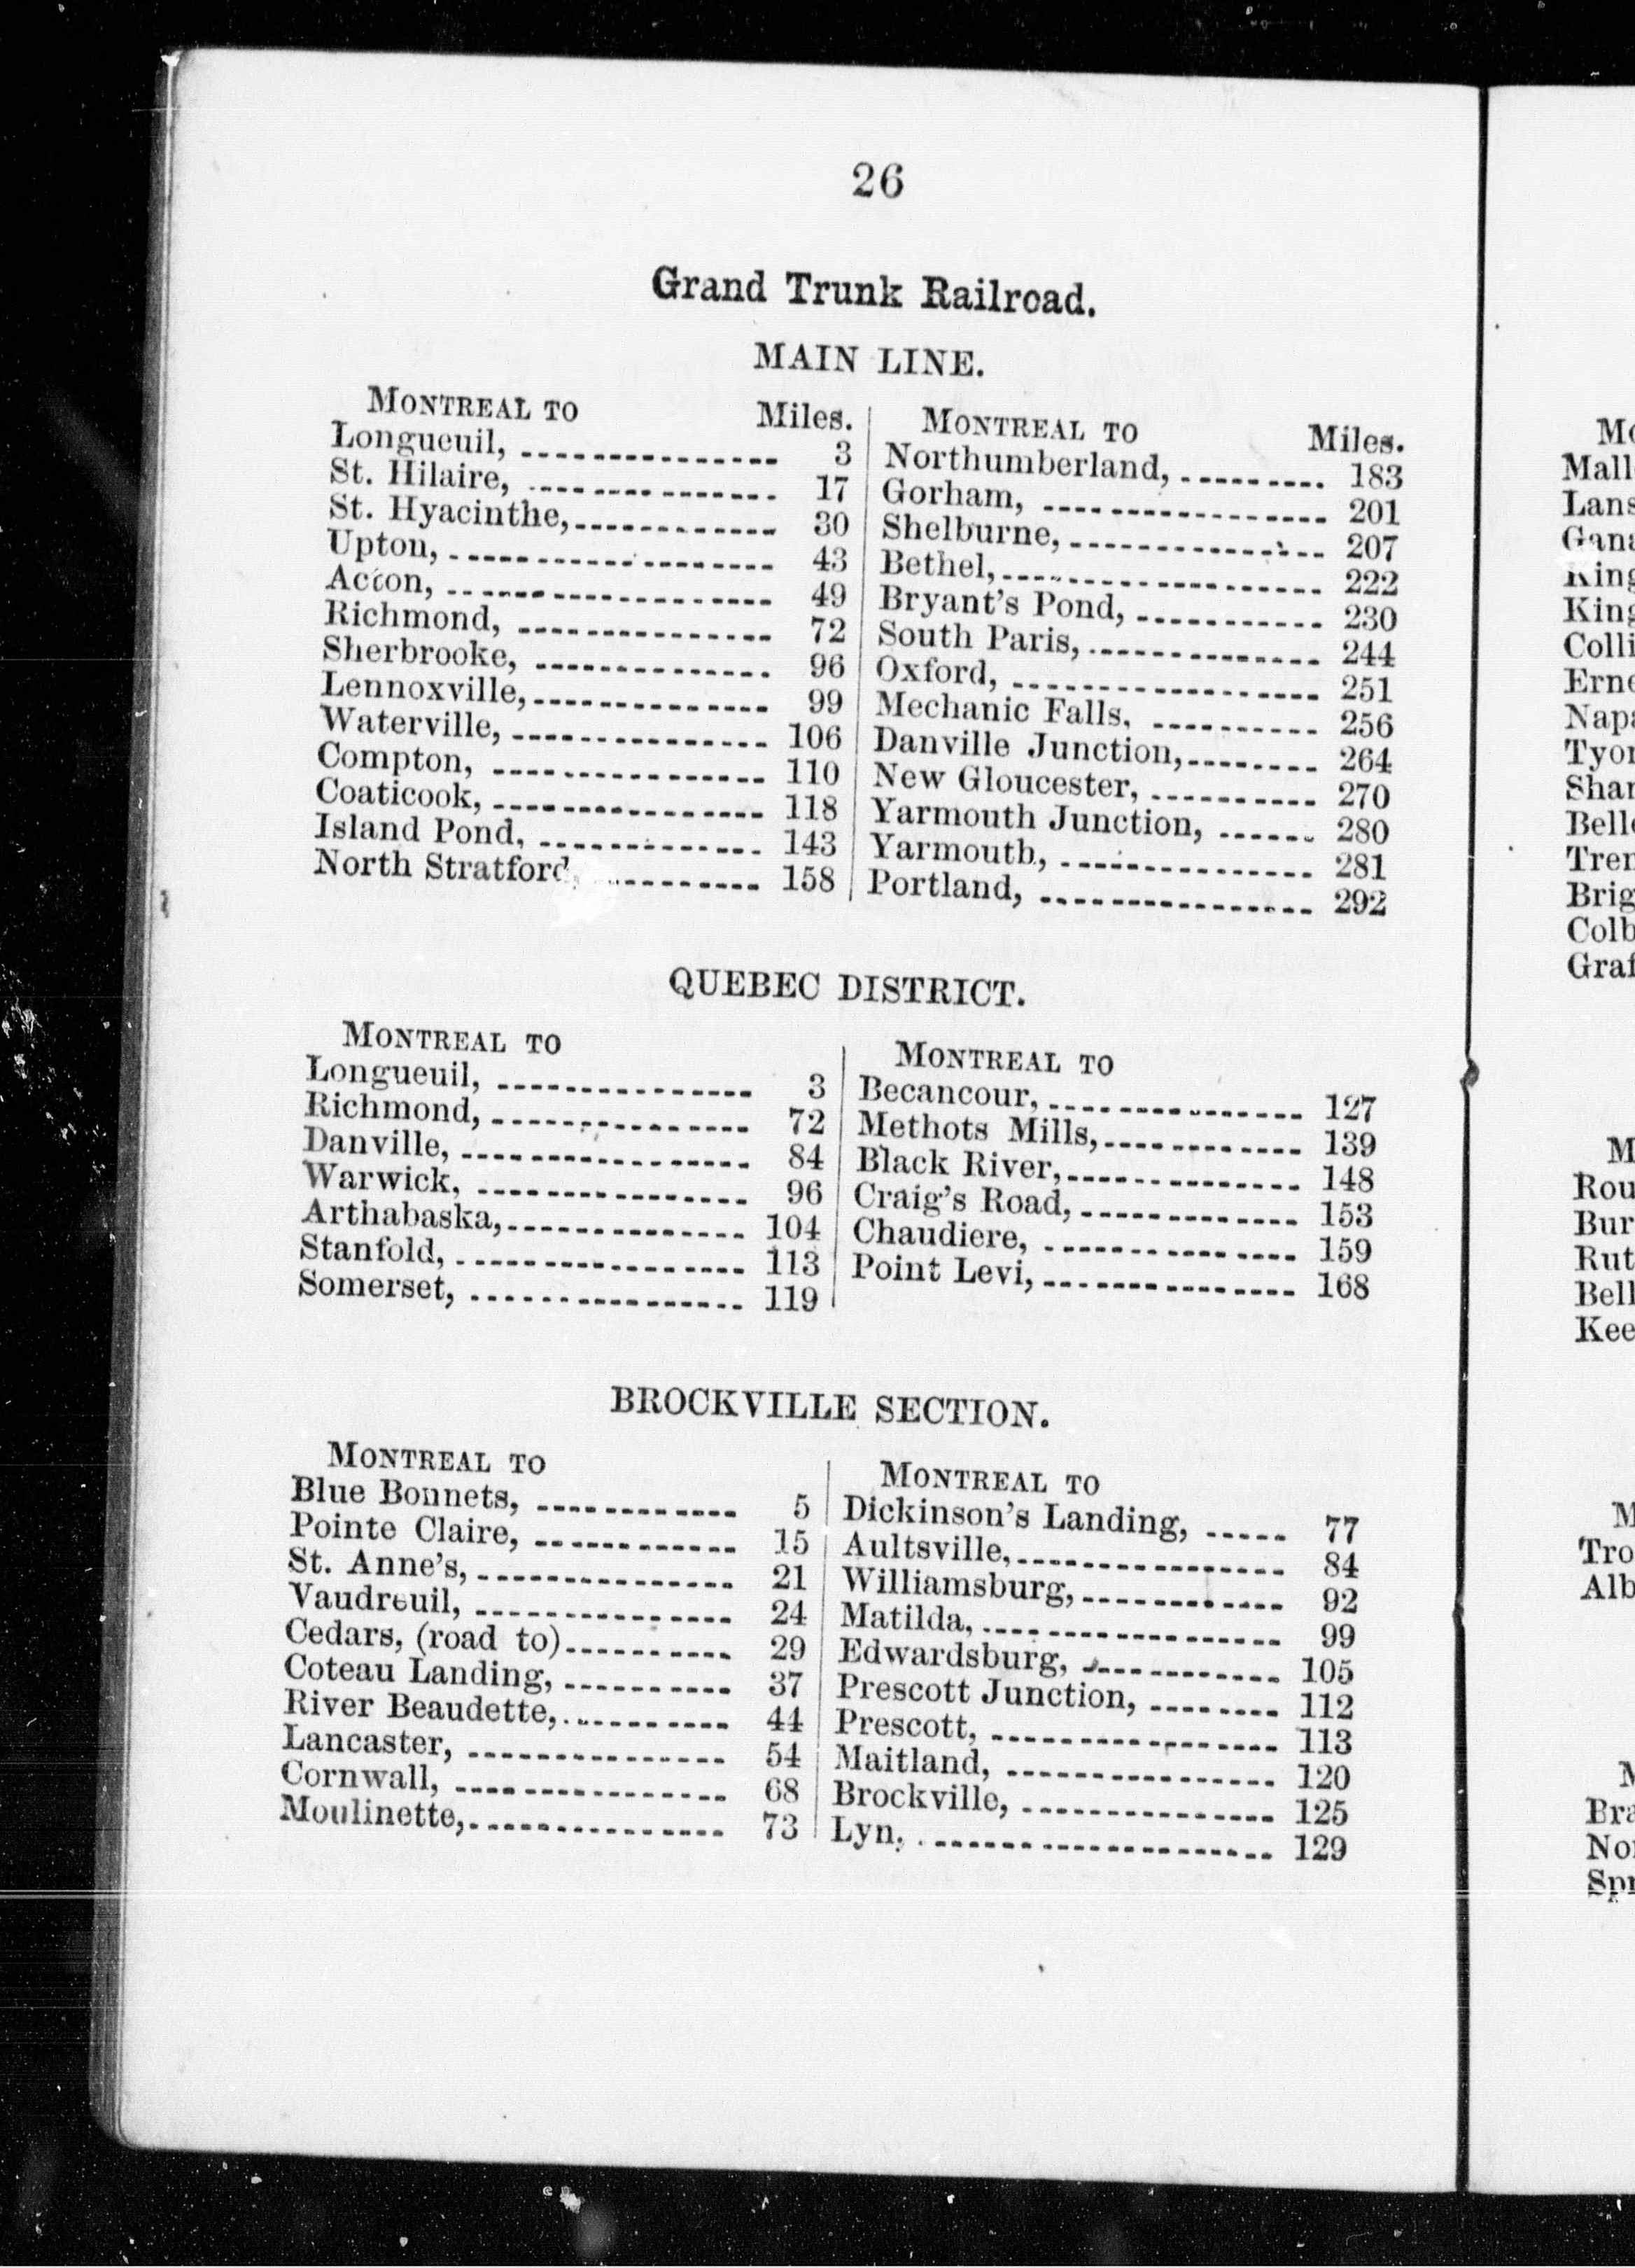 26
Grand Trunk Railroad.
MAIN LINE.
MONTREAL TO Miles.
Longueuil, 3
St. Hilaire, 17
St. Hyacinthe, 30
Upton, 43
Acton, 49
Richmond, 72
Sherbrooke, 96
Lennoxville, 99
Waterville, 106
Compton, 110
Coaticook, 118
Island Pond, 143
North Stratford, 158
MONTREAL TO Miles.
Northumberland, 183
Gorham, 201
Shelburne, 207
Bethel, 222
Bryant's Pond, 230
South Paris, 244
Oxford, 251
Mechanic Falls, 256
Danville Junction, 264
New Gloucester, 270
Yarmouth Junction, 280
Yarmouth, 281
Portland, 292
QUEBEC DISTRICT.
MONTREAL TO
Longueuil, 3
Richmond, 72
Danville, 84
Warwick, 96
Arthabaska, 104
Stanfold, 113
Somerset, 119
MONTREAL TO
Becancour, 127
Methots Mills, 139
Black River, 148
Craig's Road, 153
Chaudiere, 159
Point Levi, 168
BROCKVILLE SECTION.
MONTREAL TO
Blue Bonnets, 5
Pointe Claire, 15
St. Anne's, 21
Vaudreuil, 24
Cedars, (road to) 29
Coteau Landing, 37
River Beaudette, 44
Lancaster, 54
Cornwall, 68
Moulinette, 73
MONTREAL TO
Dickinson's Landing, 77
Aultsville, 84
Williamsburg, 92
Matilda, 99
Edwardsburg, 105
Prescott Junction, 112
Prescott, 113
Maitland, 120
Brockville, 125
Lyn, 129